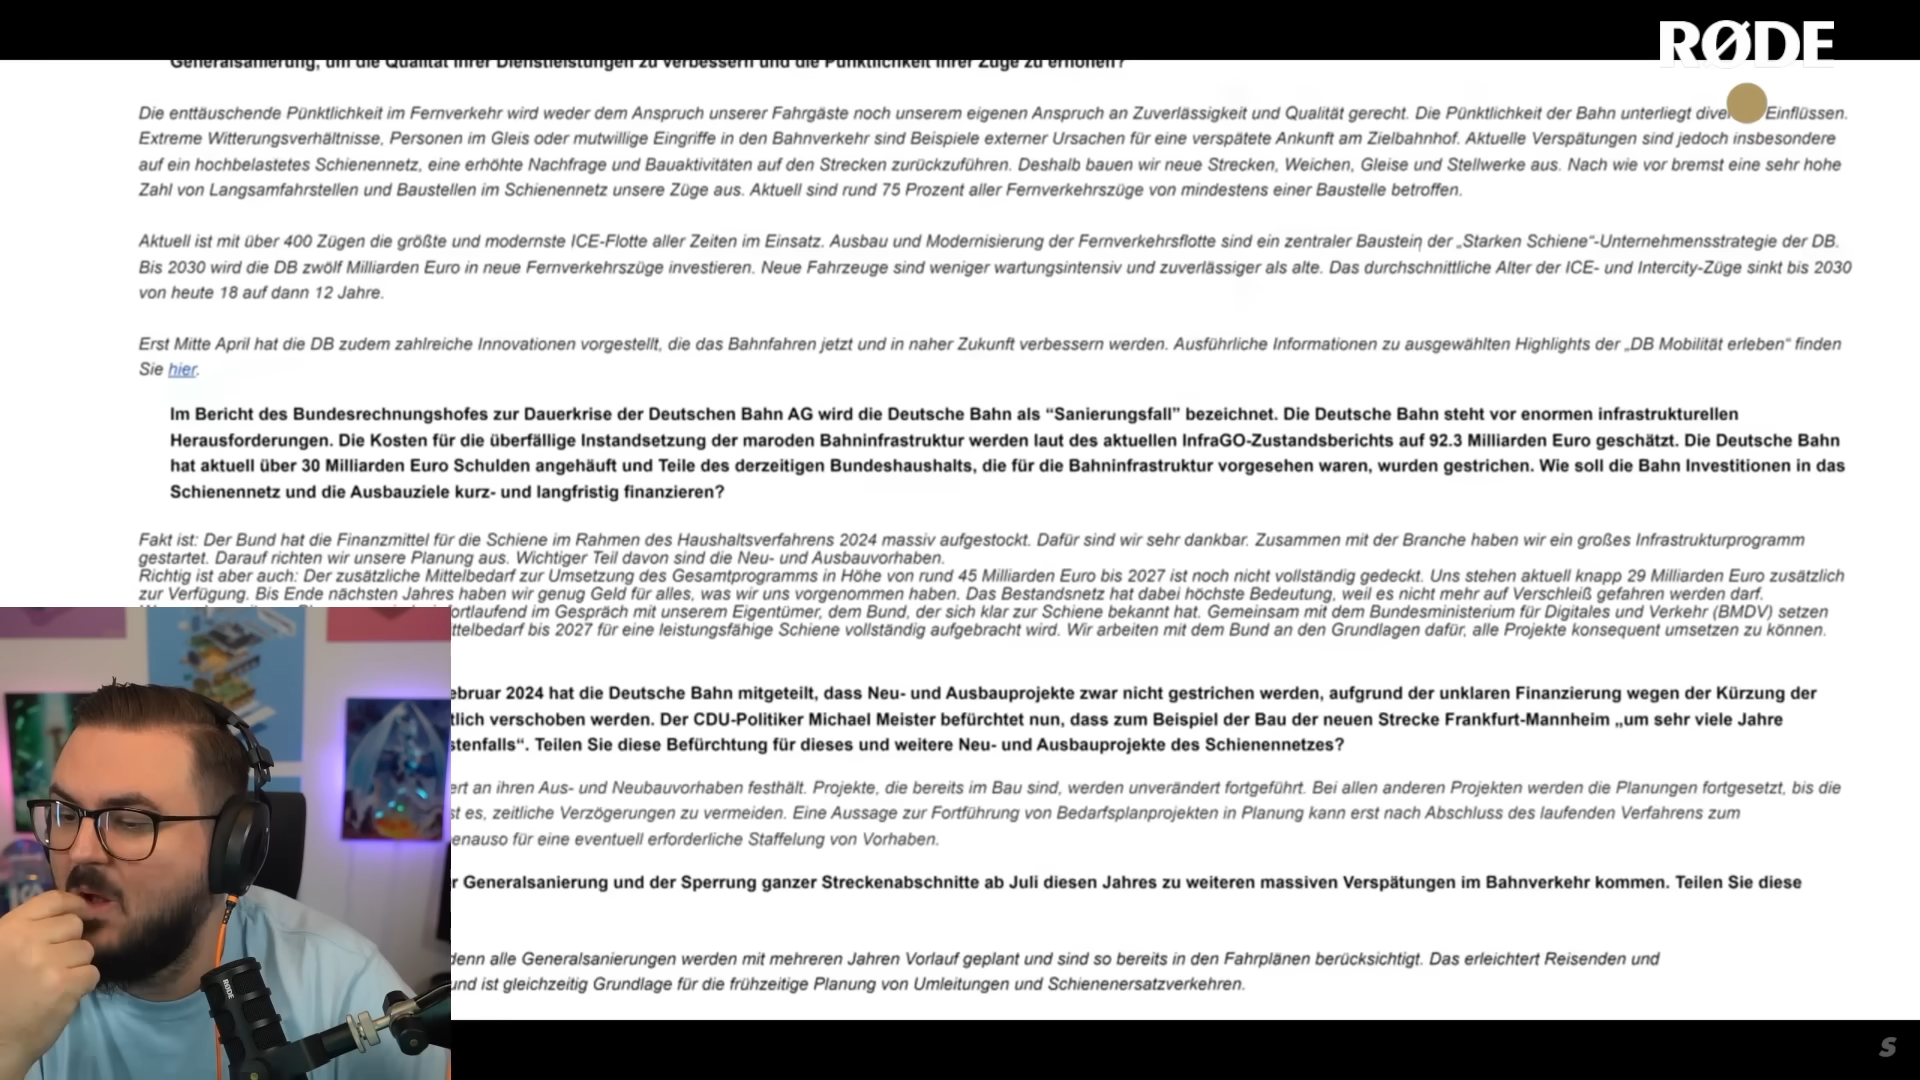 RØDE
Generalsanierung, um die Qualität Ihrer Dienstleistungen zu verbessern und die Pünktlichkeit Ihrer Züge zu erhöhen?
Die enttäuschende Pünktlichkeit im Fernverkehr wird weder dem Anspruch unserer Fahrgäste noch unserem eigenen Anspruch an Zuverlässigkeit und Qualität gerecht. Die Pünktlichkeit der Bahn unterliegt Einflüssen.
Extreme Witterungsverhältnisse, Personen im Gleis oder mutwillige Eingriffe in den Bahnverkehr sind Beispiele externer Ursachen für eine verspätete Ankunft am Zielbahnhof. Aktuelle Verspätungen sind jedoch insbesondere
auf ein hochbelastetes Schienennetz, eine erhöhte Nachfrage und Bauaktivitäten auf den Strecken zurückzuführen. Deshalb bauen wir neue Strecken, Weichen, Gleise und Stellwerke aus. Nach wie vor bremst eine sehr hohe
Zahl von Langsamfahrstellen und Baustellen im Schienennetz unsere Züge aus. Aktuell sind rund 75 Prozent aller Fernverkehrszüge von mindestens einer Baustelle betroffen.
Aktuell ist mit über 400 Zügen die größte und modernste ICE-Flotte aller Zeiten im Einsatz. Ausbau und Modernisierung der Fernverkehrsflotte sind ein zentraler Baustein der „Starken Schiene“-Unternehmensstrategie der DB.
Bis 2030 wird die DB zwölf Milliarden Euro in neue Fernverkehrszüge investieren. Neue Fahrzeuge sind weniger wartungsintensiv und zuverlässiger als alte. Das durchschnittliche Alter der ICE- und Intercity-Züge sinkt bis 2030
von heute 18 auf dann 12 Jahre.
Erst Mitte April hat die DB zudem zahlreiche Innovationen vorgestellt, die das Bahnfahren jetzt und in naher Zukunft verbessern werden. Ausführliche Informationen zu ausgewählten Highlights der „DB Mobilität erleben“ finden
Sie hier.
Im Bericht des Bundesrechnungshofes zur Dauerkrise der Deutschen Bahn AG wird die Deutsche Bahn als “Sanierungsfall” bezeichnet. Die Deutsche Bahn steht vor enormen infrastrukturellen
Herausforderungen. Die Kosten für die überfällige Instandsetzung der maroden Bahninfrastruktur werden laut des aktuellen InfraGO-Zustandsberichts auf 92.3 Milliarden Euro geschätzt. Die Deutsche Bahn
hat aktuell über 30 Milliarden Euro Schulden angehäuft und Teile des derzeitigen Bundeshaushalts, die für die Bahninfrastruktur vorgesehen waren, wurden gestrichen. Wie soll die Bahn Investitionen in das
Schienennetz und die Ausbauziele kurz- und langfristig finanzieren?
Fakt ist: Der Bund hat die Finanzmittel für die Schiene im Rahmen des Haushaltsverfahrens 2024 massiv aufgestockt. Dafür sind wir sehr dankbar. Zusammen mit der Branche haben wir ein großes Infrastrukturprogramm
gestartet. Darauf richten wir unsere Planung aus. Wichtiger Teil davon sind die Neu- und Ausbauvorhaben.
Richtig ist aber auch: Der zusätzliche Mittelbedarf zur Umsetzung des Gesamtprogramms in Höhe von rund 45 Milliarden Euro bis 2027 ist noch nicht vollständig gedeckt. Uns stehen aktuell knapp 29 Milliarden Euro zusätzlich
zur Verfügung. Bis Ende nächsten Jahres haben wir genug Geld für alles, was wir uns vorgenommen haben. Das Bestandsnetz hat dabei höchste Bedeutung, weil es nicht mehr auf Verschleiß gefahren werden darf.
fortlaufend im Gespräch mit unserem Eigentümer, dem Bund, der sich klar zur Schiene bekannt hat. Gemeinsam mit dem Bundesministerium für Digitales und Verkehr (BMDV) setzen
ttelbedarf bis 2027 für eine leistungsfähige Schiene vollständig aufgebracht wird. Wir arbeiten mit dem Bund an den Grundlagen dafür, alle Projekte konsequent umsetzen zu können.
ebruar 2024 hat die Deutsche Bahn mitgeteilt, dass Neu- und Ausbauprojekte zwar nicht gestrichen werden, aufgrund der unklaren Finanzierung wegen der Kürzung der
tlich verschoben werden. Der CDU-Politiker Michael Meister befürchtet nun, dass zum Beispiel der Bau der neuen Strecke Frankfurt-Mannheim „um sehr viele Jahre
stenfalls“. Teilen Sie diese Befürchtung für dieses und weitere Neu- und Ausbauprojekte des Schienennetzes?
ert an ihren Aus- und Neubauvorhaben festhält. Projekte, die bereits im Bau sind, werden unverändert fortgeführt. Bei allen anderen Projekten werden die Planungen fortgesetzt, bis die
st es, zeitliche Verzögerungen zu vermeiden. Eine Aussage zur Fortführung von Bedarfsplanprojekten in Planung kann erst nach Abschluss des laufenden Verfahrens zum
enauso für eine eventuell erforderliche Staffelung von Vorhaben.
r Generalsanierung und der Sperrung ganzer Streckenabschnitte ab Juli diesen Jahres zu weiteren massiven Verspätungen im Bahnverkehr kommen. Teilen Sie diese
denn alle Generalsanierungen werden mit mehreren Jahren Vorlauf geplant und sind so bereits in den Fahrplänen berücksichtigt. Das erleichtert Reisenden und
und ist gleichzeitig Grundlage für die frühzeitige Planung von Umleitungen und Schienenersatzverkehren.
RØDE
S